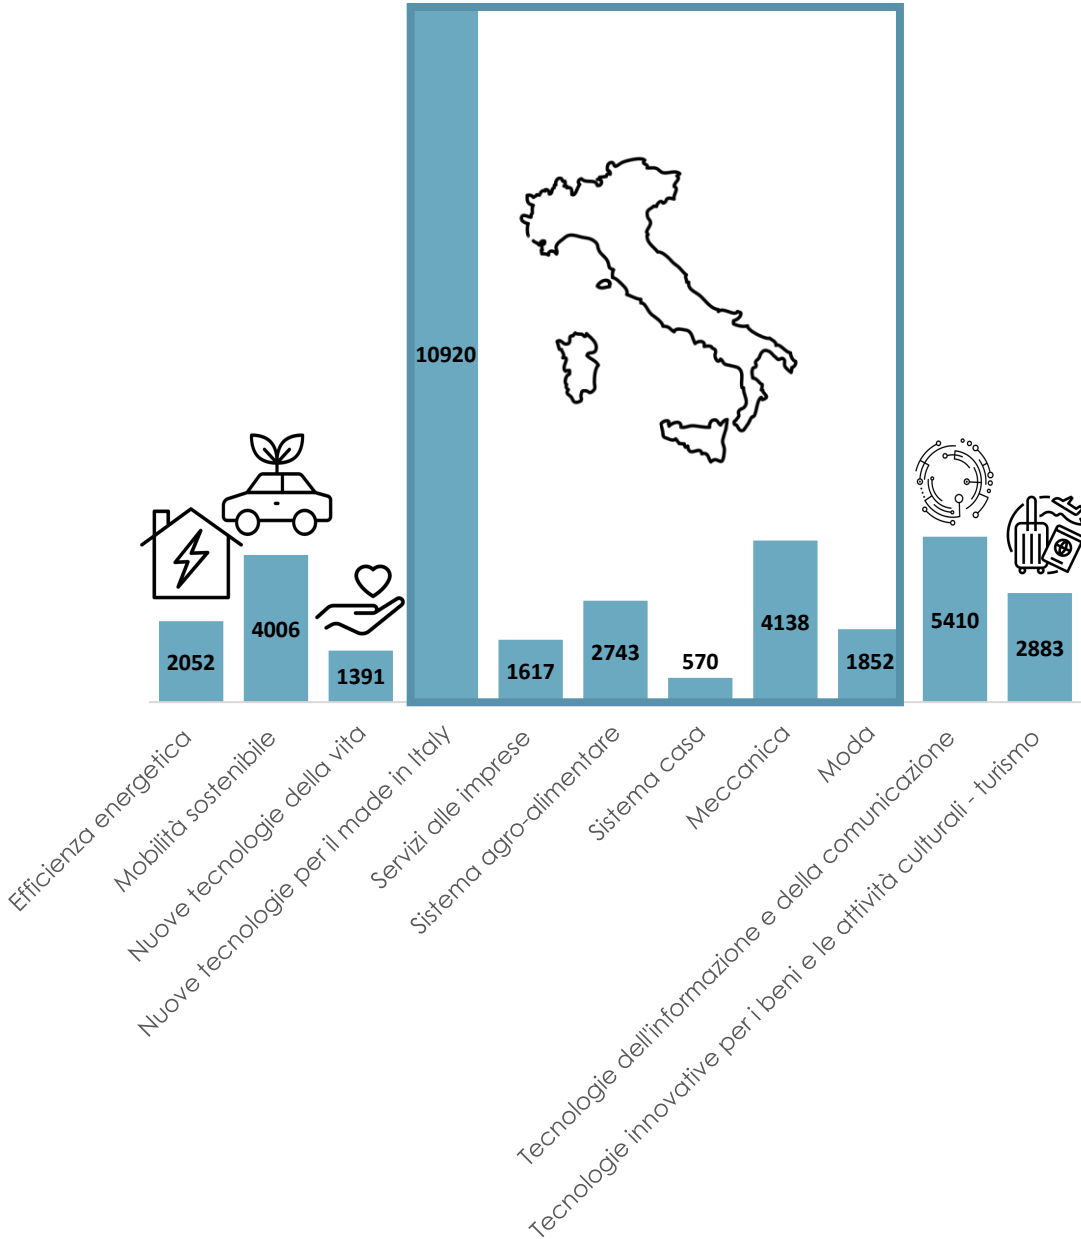 10920
4006
2052
1391
1617
2743
570
4138
1852
5410
2883
Efficienza energetica
Mobilità sostenibile
Nuove tecnologie della vita
Nuove tecnologie per il made in Italy
Servizi alle imprese
Sistema agro-alimentare
Sistema casa
Meccanica
Moda
Tecnologie dell'informazione e della comunicazione
Tecnologie innovative per i beni e le attività culturali - turismo